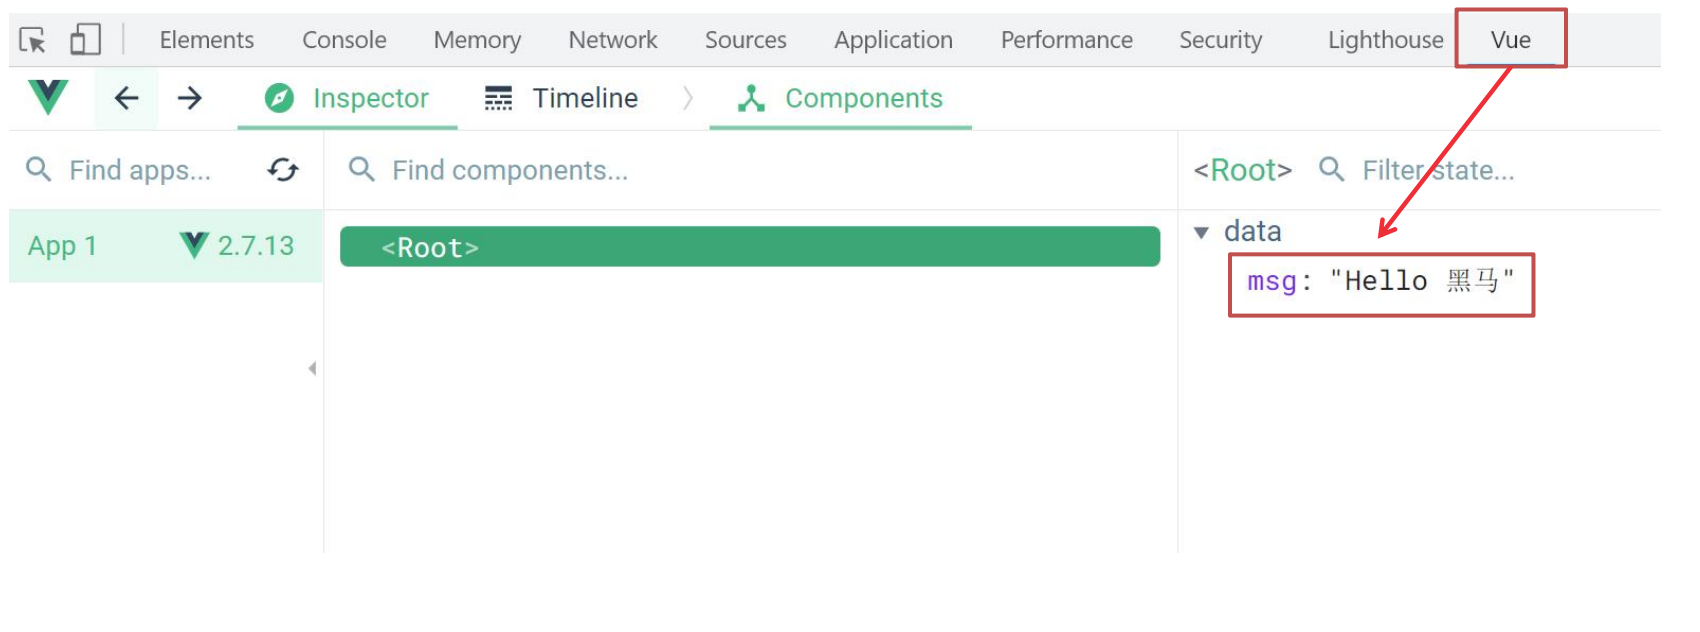 Elements Console Memory Network Sources Application Performance Security Lighthouse Vue
Inspector Timeline Components
Find apps... Find components... <Root> Filter state...
App 1 2.7.13 <Root> data
msg: "Hello 黑马"